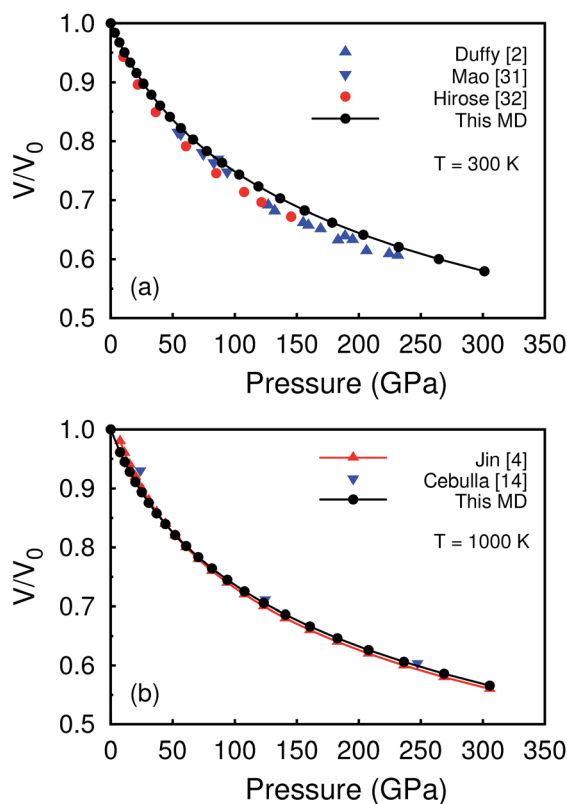 1.0
0.9
0.8
0.7
0.6
0.5
V/V0
Duffy [2]
Mao [31]
Hirose [32]
This MD
T = 300 K
(a)
0 50 100 150 200 250 300 350
Pressure (GPa)
1.0
0.9
0.8
0.7
0.6
0.5
V/V0
Jin [4]
Cebulla [14]
This MD
T = 1000 K
(b)
0 50 100 150 200 250 300 350
Pressure (GPa)